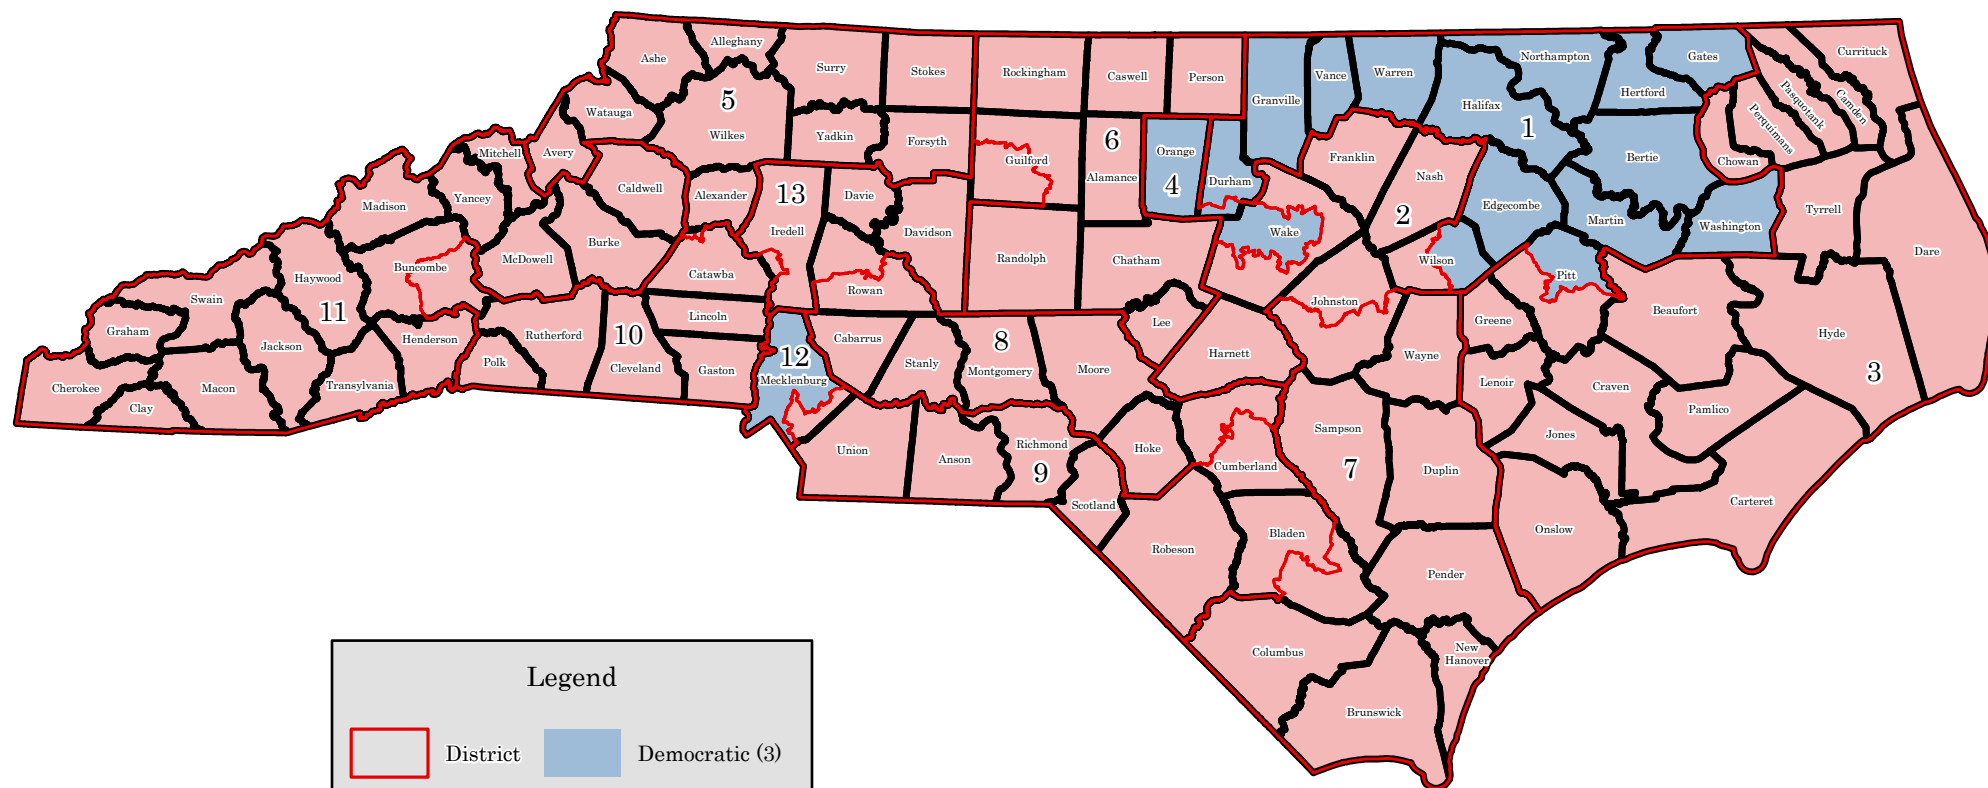 Ashe
Alleghany
Surry
Stokes
Rockingham
Caswell
Person
Granville
Vance
Warren
Northampton
Halifax
Hertford
Gates
Currituck
Camden
Pasquotank
Perquimans
Chowan
5
Watauga
Wilkes
Yadkin
Forsyth
Guilford
6
Alamance
Orange
4
Durham
Franklin
Nash
1
Bertie
Mitchell
Avery
Caldwell
Alexander
13
Davie
Iredell
Davidson
Randolph
Chatham
Wake
2
Edgecombe
Martin
Washington
Tyrrell
Dare
Madison
Yancey
McDowell
Burke
Catawba
Rowan
Wilson
Pitt
Beaufort
Hyde
3
Buncombe
Haywood
11
Swain
Graham
Jackson
Henderson
Rutherford
10
Lincoln
Cleveland
Gaston
Polk
Cherokee
Clay
Macon
Transylvania
12
Mecklenburg
Cabarrus
Stanly
8
Montgomery
Moore
Lee
Harnett
Johnston
Wayne
Greene
Lenoir
Craven
Pamlico
Jones
Union
Anson
Richmond
9
Scotland
Hoke
Cumberland
Sampson
7
Duplin
Onslow
Carteret
Robeson
Bladen
Pender
Columbus
Brunswick
New
Hanover
Legend
District
Democratic (3)